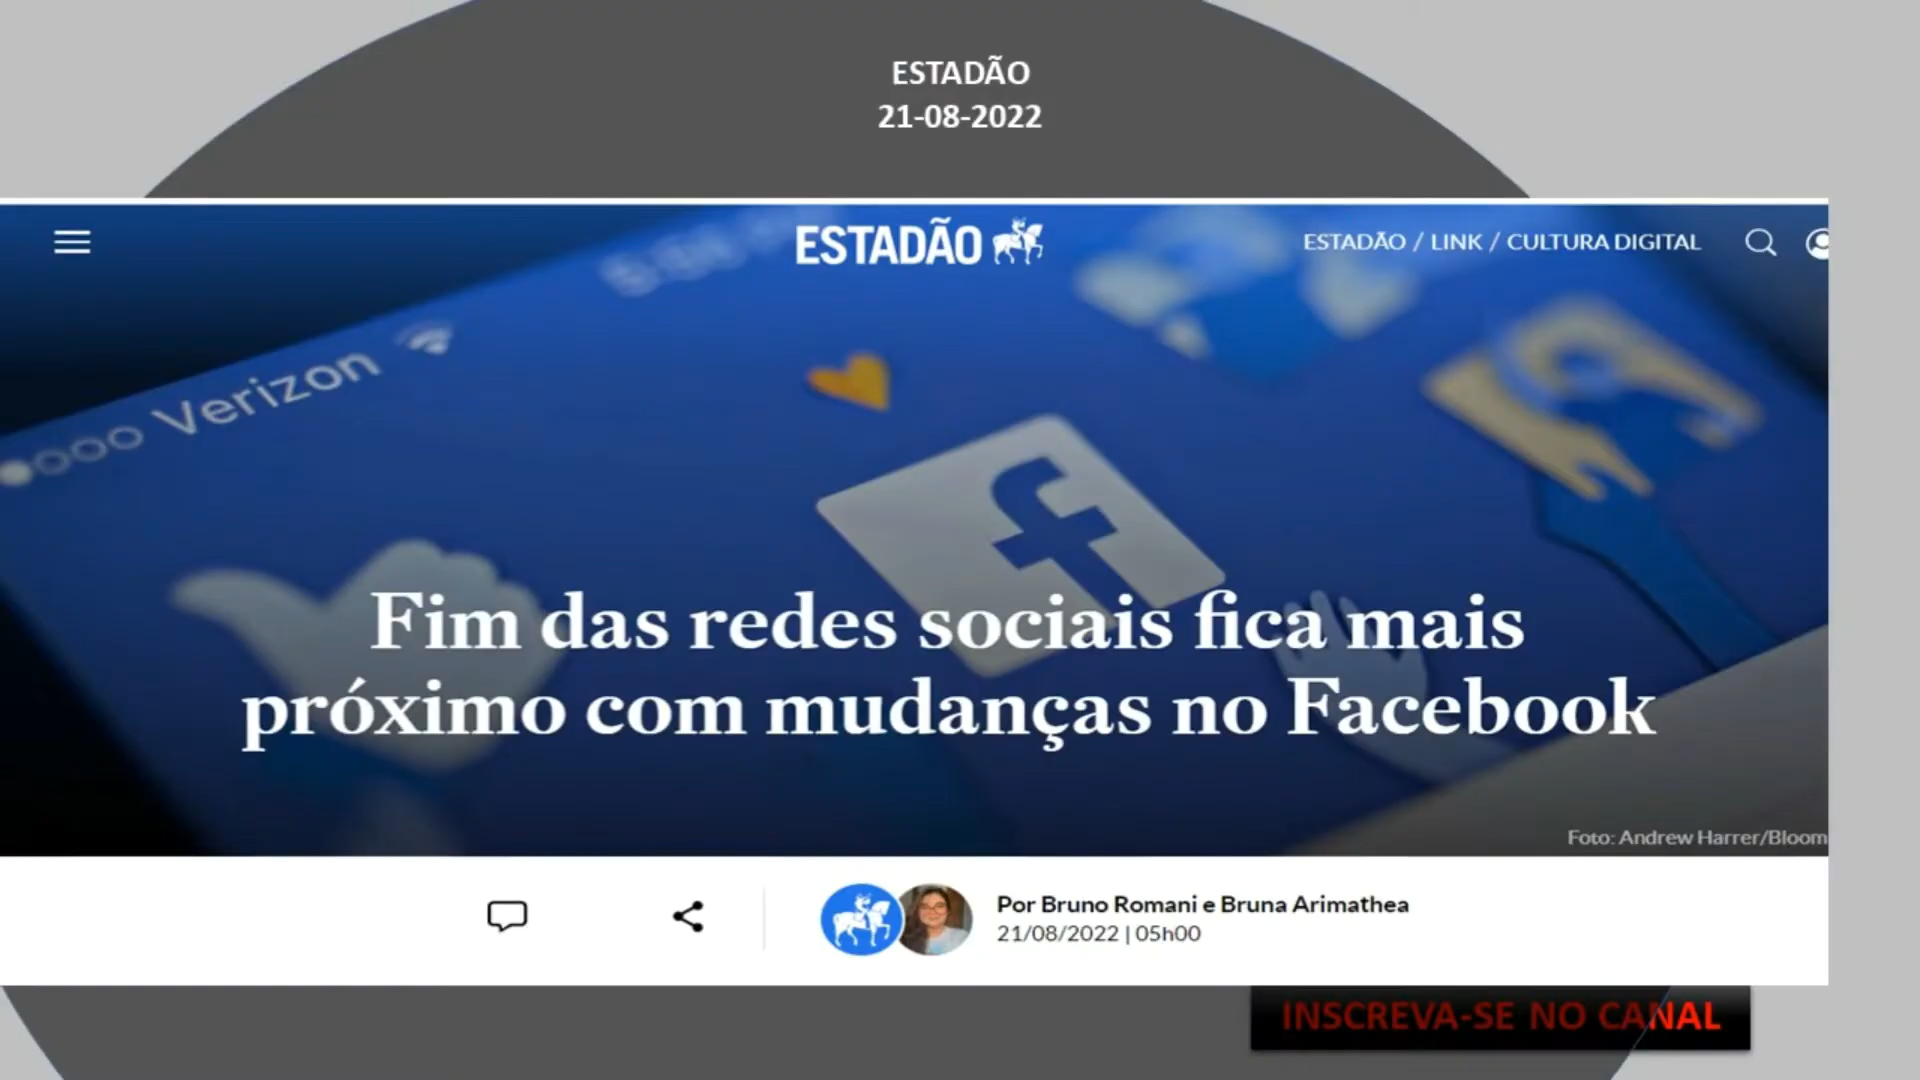 ESTADÃO
21-08-2022
ESTADÃO
ESTADÃO / LINK / CULTURA DIGITAL
Verizon
Fim das redes sociais fica mais
próximo com mudanças no Facebook
Foto: Andrew Harrer/Bloom
Por Bruno Romani e Bruna Arimathea
21/08/2022 | 05h00
INSCREVA-SE NO CANAL